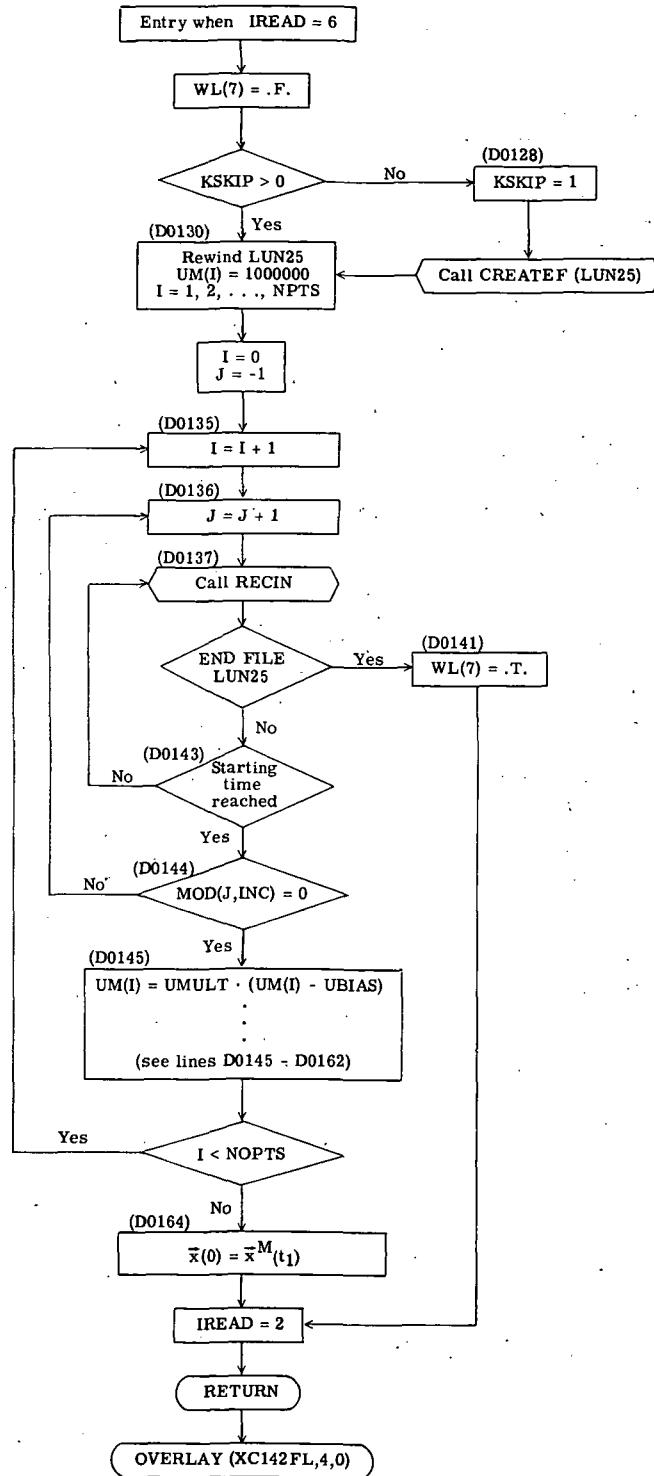 Entry when IREAD = 6
WL(7) = .F.
(D0128)
KSKIP > 0
No
KSKIP = 1
Yes
(D0130)
Rewind LUN25
UM(I) = 1000000
I = 1, 2, . . ., NPTS
Call CREATEF (LUN25)
I = 0
J = -1
(D0135)
I = I + 1
(D0136)
J = J + 1
(D0137)
Call RECIN
END FILE
LUN25
Yes
(D0141)
WL(7) = .T.
No
(D0143)
Starting
time
reached
No
Yes
(D0144)
MOD(J,INC) = 0
No
Yes
(D0145)
UM(I) = UMULT · (UM(I) - UBIAS)
.
.
.
(see lines D0145 - D0162)
Yes
I < NOPTS
No
(D0164)
x⃗(0) = x⃗^M(t₁)
IREAD = 2
RETURN
OVERLAY (XC142FL,4,0)